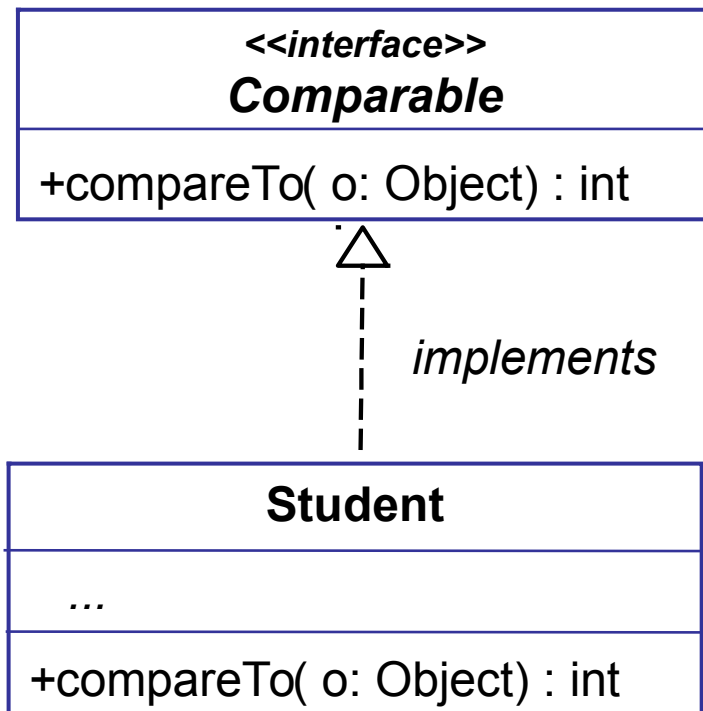 <<interface>>
Comparable
+compareTo( o: Object) : int
implements
Student
...
+compareTo( o: Object) : int